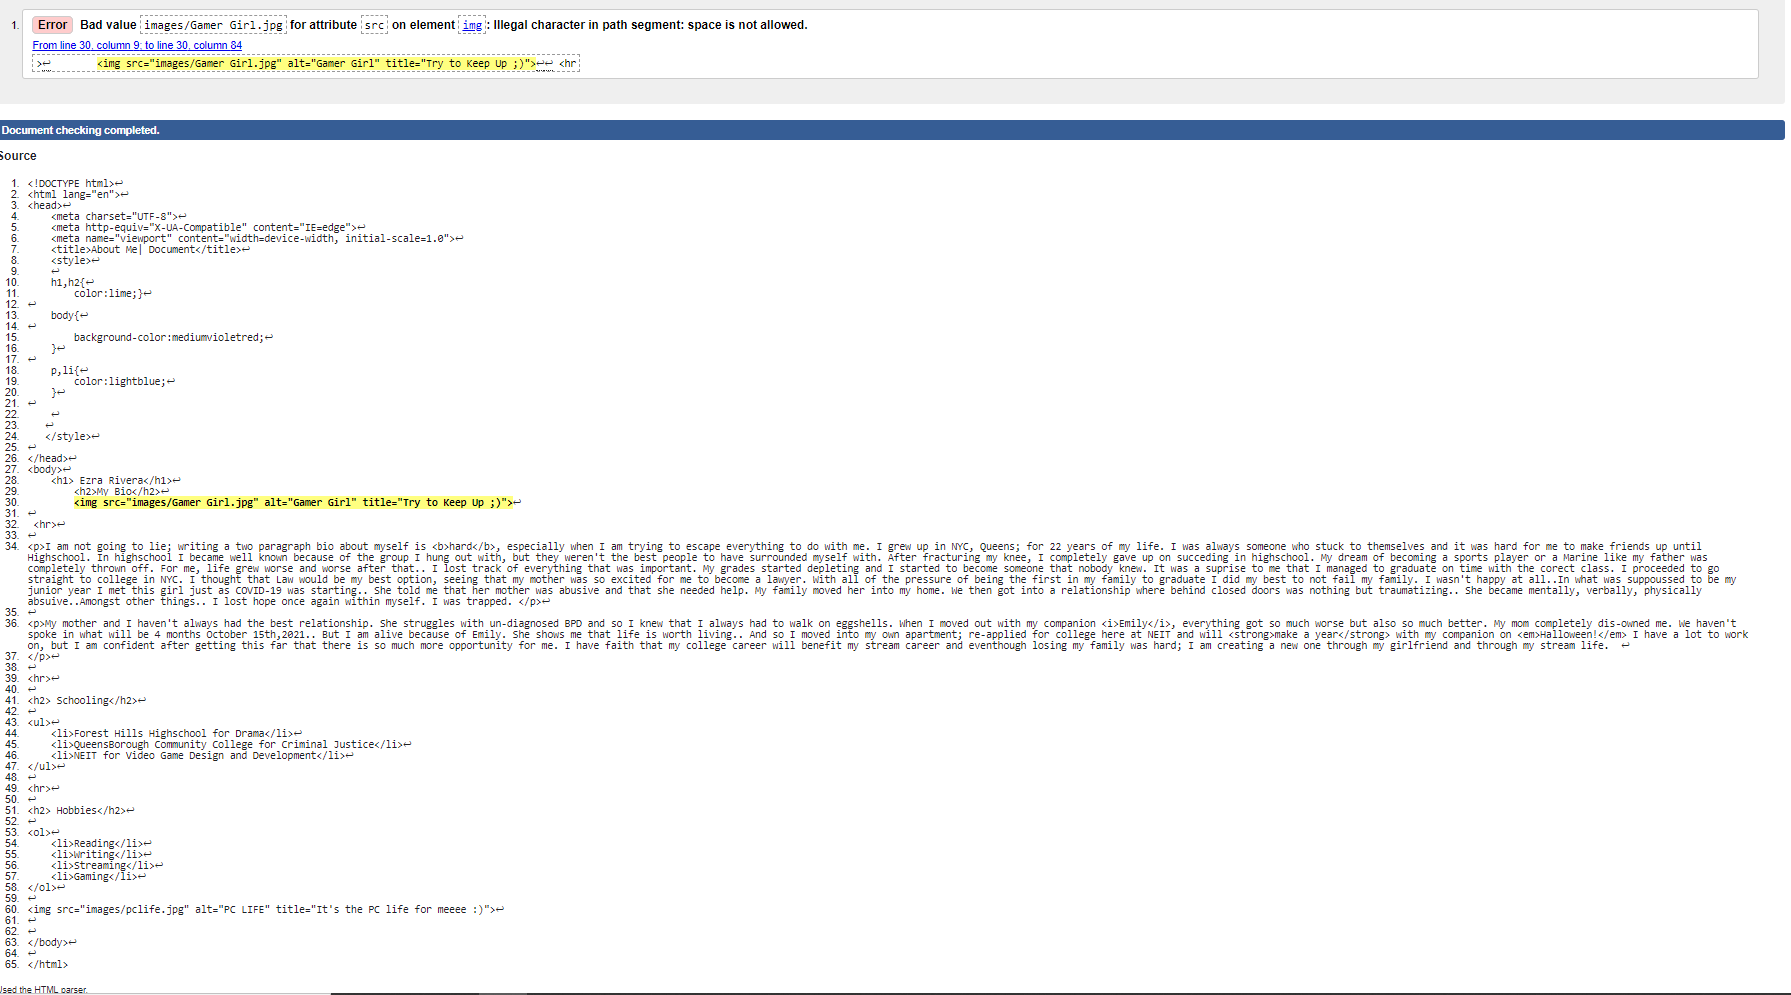 1. Error Bad value images/Gamer Girl.jpg for attribute src on element img: Illegal character in path segment: space is not allowed.
From line 30, column 9; to line 30, column 84
>↩        <img src="images/Gamer Girl.jpg" alt="Gamer Girl" title="Try to Keep Up ;)">↩↩ <hr
Document checking completed.
Source
1. <!DOCTYPE html>↩
2. <html lang="en">↩
3. <head>↩
4.     <meta charset="UTF-8">↩
5.     <meta http-equiv="X-UA-Compatible" content="IE=edge">↩
6.     <meta name="viewport" content="width=device-width, initial-scale=1.0">↩
7.     <title>About Me| Document</title>↩
8.     <style>↩
9.     ↩
10.     h1,h2{↩
11.         color:lime;}↩
12. ↩
13.     body{↩
14. ↩
15.         background-color:mediumvioletred;↩
16.     }↩
17. ↩
18.     p,li{↩
19.         color:lightblue;↩
20.     }↩
21. ↩
22.     ↩
23.    ↩
24.    </style>↩
25. ↩
26. </head>↩
27. <body>↩
28.     <h1> Ezra Rivera</h1>↩
29.         <h2>My Bio</h2>↩
30.         <img src="images/Gamer Girl.jpg" alt="Gamer Girl" title="Try to Keep Up ;)">↩
31. ↩
32.  <hr>↩
33. ↩
34. <p>I am not going to lie; writing a two paragraph bio about myself is <b>hard</b>, especially when I am trying to escape everything to do with me. I grew up in NYC, Queens; for 22 years of my life. I was always someone who stuck to themselves and it was hard for me to make friends up until
Highschool. In highschool I became well known because of the group I hung out with, but they weren't the best people to have surrounded myself with. After fracturing my knee, I completely gave up on succeding in highschool. My dream of becoming a sports player or a Marine like my father was
completely thrown off. For me, life grew worse and worse after that.. I lost track of everything that was important. My grades started depleting and I started to become someone that nobody knew. It was a suprise to me that I managed to graduate on time with the corect class. I proceeded to go
straight to college in NYC. I thought that Law would be my best option, seeing that my mother was so excited for me to become a lawyer. With all of the pressure of being the first in my family to graduate I did my best to not fail my family. I wasn't happy at all..In what was suppoussed to be my
junior year I met this girl just as COVID-19 was starting.. She told me that her mother was abusive and that she needed help. My family moved her into my home. We then got into a relationship where behind closed doors was nothing but traumatizing.. She became mentally, verbally, physically
absuive..Amongst other things.. I lost hope once again within myself. I was trapped. </p>↩
35. ↩
36. <p>My mother and I haven't always had the best relationship. She struggles with un-diagnosed BPD and so I knew that I always had to walk on eggshells. When I moved out with my companion <i>Emily</i>, everything got so much worse but also so much better. My mom completely dis-owned me. We haven't
spoke in what will be 4 months October 15th,2021.. But I am alive because of Emily. She shows me that life is worth living.. And so I moved into my own apartment; re-applied for college here at NEIT and will <strong>make a year</strong> with my companion on <em>Halloween!</em> I have a lot to work
on, but I am confident after getting this far that there is so much more opportunity for me. I have faith that my college career will benefit my stream career and eventhough losing my family was hard; I am creating a new one through my girlfriend and through my stream life.  ↩
37. </p>↩
38. ↩
39. <hr>↩
40. ↩
41. <h2> Schooling</h2>↩
42. ↩
43. <ul>↩
44.     <li>Forest Hills Highschool for Drama</li>↩
45.     <li>QueensBorough Community College for Criminal Justice</li>↩
46.     <li>NEIT for Video Game Design and Development</li>↩
47. </ul>↩
48. ↩
49. <hr>↩
50. ↩
51. <h2> Hobbies</h2>↩
52. ↩
53. <ol>↩
54.     <li>Reading</li>↩
55.     <li>Writing</li>↩
56.     <li>Streaming</li>↩
57.     <li>Gaming</li>↩
58. </ol>↩
59. ↩
60. <img src="images/pclife.jpg" alt="PC LIFE" title="It's the PC life for meeee :)">↩
61. ↩
62. ↩
63. </body>↩
64. ↩
65. </html>
Used the HTML parser.